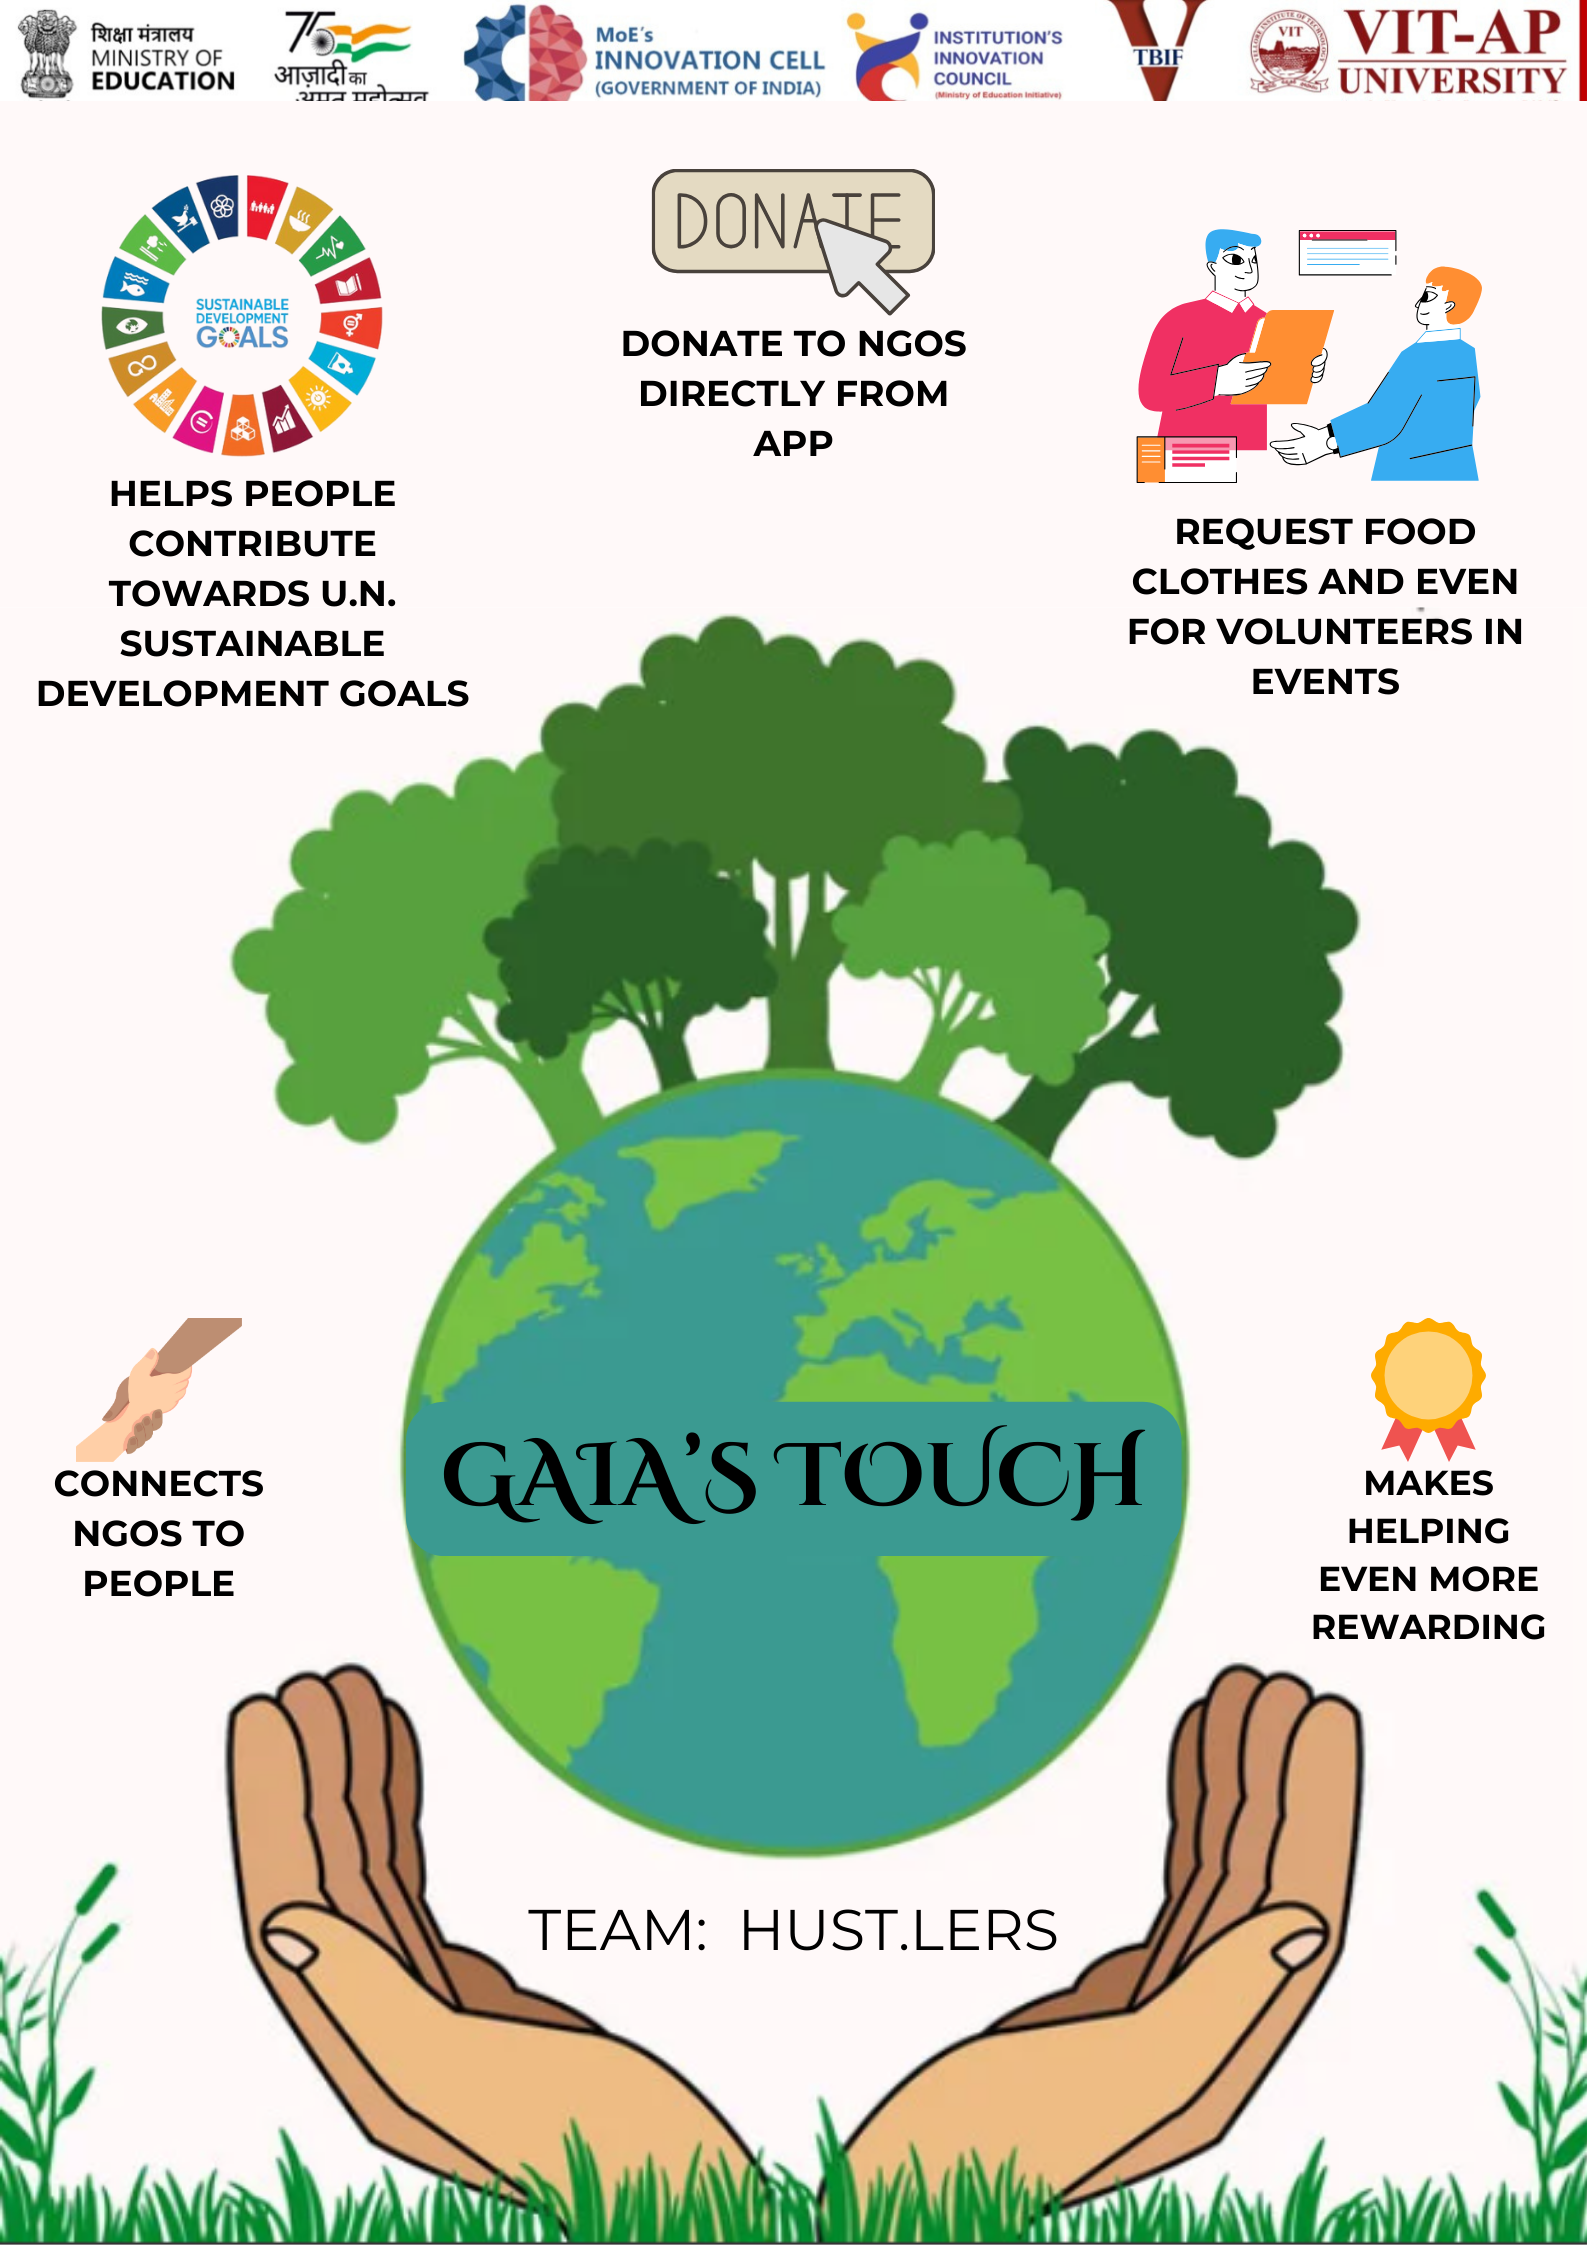 शिक्षा मंत्रालय
MINISTRY OF
EDUCATION
75
आज़ादी का
अमृत महोत्सव
MoE's
INNOVATION CELL
(GOVERNMENT OF INDIA)
INSTITUTION'S
INNOVATION
COUNCIL
(Ministry of Education Initiative)
V
TBIF
VIT
VIT-AP
UNIVERSITY
SUSTAINABLE
DEVELOPMENT
GOALS
HELPS PEOPLE
CONTRIBUTE
TOWARDS U.N.
SUSTAINABLE
DEVELOPMENT GOALS
DONATE
DONATE TO NGOS
DIRECTLY FROM
APP
REQUEST FOOD
CLOTHES AND EVEN
FOR VOLUNTEERS IN
EVENTS
CONNECTS
NGOS TO
PEOPLE
GAIA'S TOUCH
MAKES
HELPING
EVEN MORE
REWARDING
TEAM: HUST.LERS